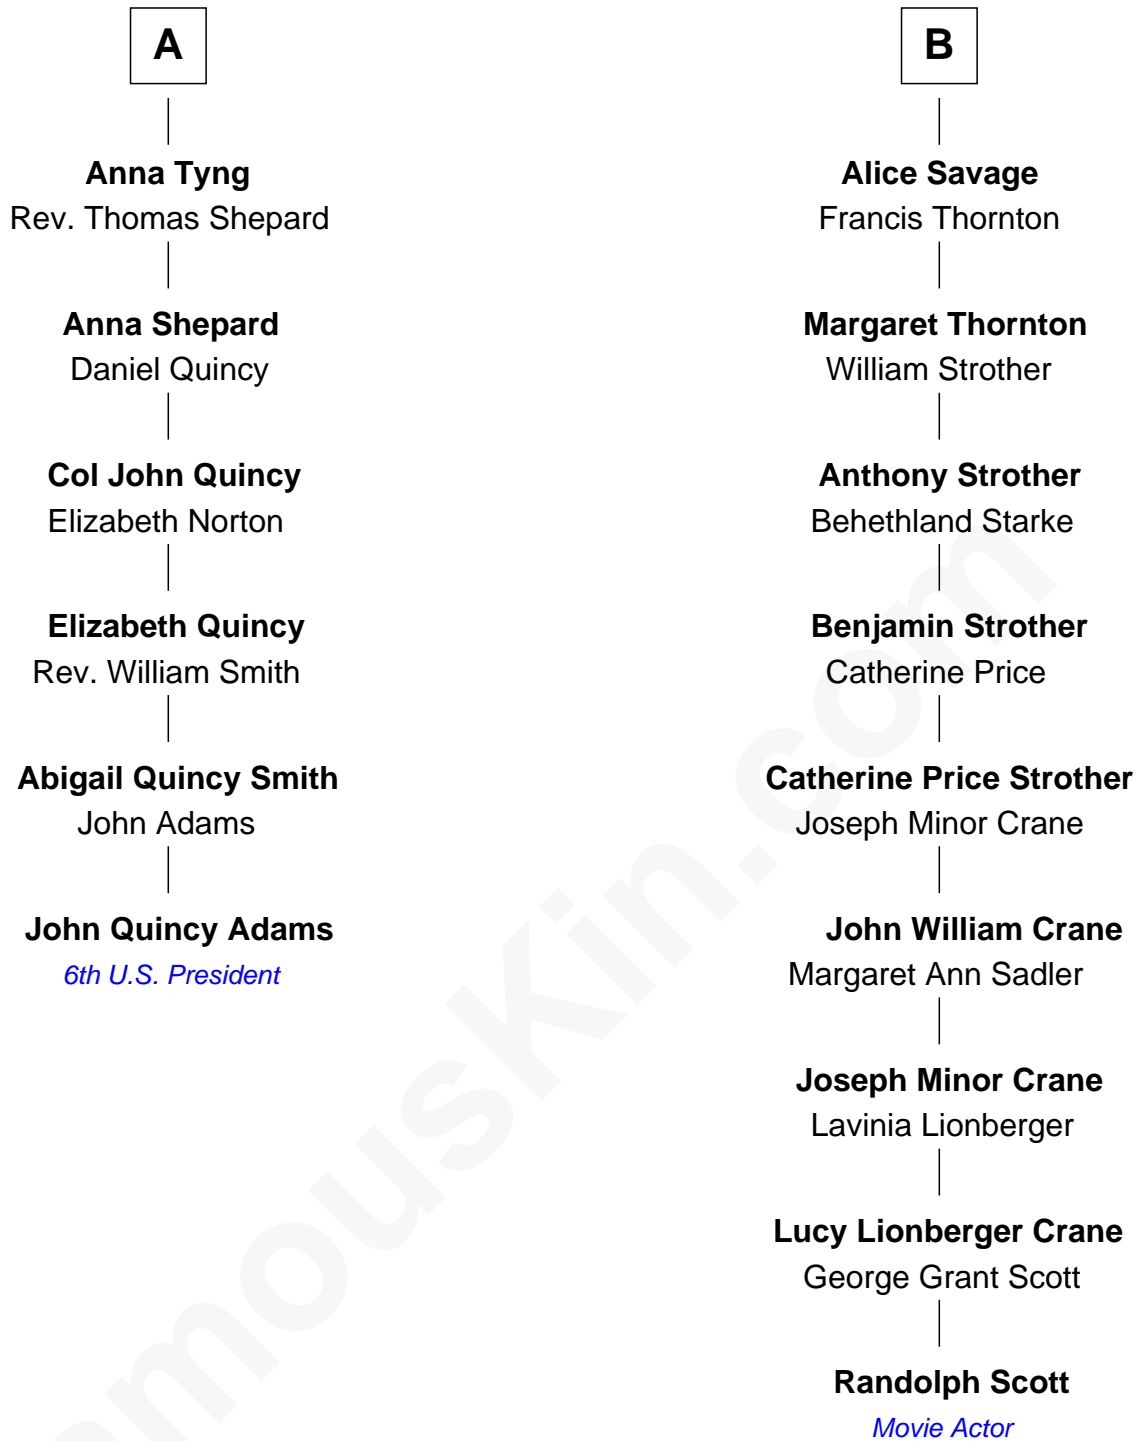 A
Anna Tyng
Rev. Thomas Shepard
Anna Shepard
Daniel Quincy
Col John Quincy
Elizabeth Norton
Elizabeth Quincy
Rev. William Smith
Abigail Quincy Smith
John Adams
John Quincy Adams
6th U.S. President
B
Alice Savage
Francis Thornton
Margaret Thornton
William Strother
Anthony Strother
Behethland Starke
Benjamin Strother
Catherine Price
Catherine Price Strother
Joseph Minor Crane
John William Crane
Margaret Ann Sadler
Joseph Minor Crane
Lavinia Lionberger
Lucy Lionberger Crane
George Grant Scott
Randolph Scott
Movie Actor
amouskin.com